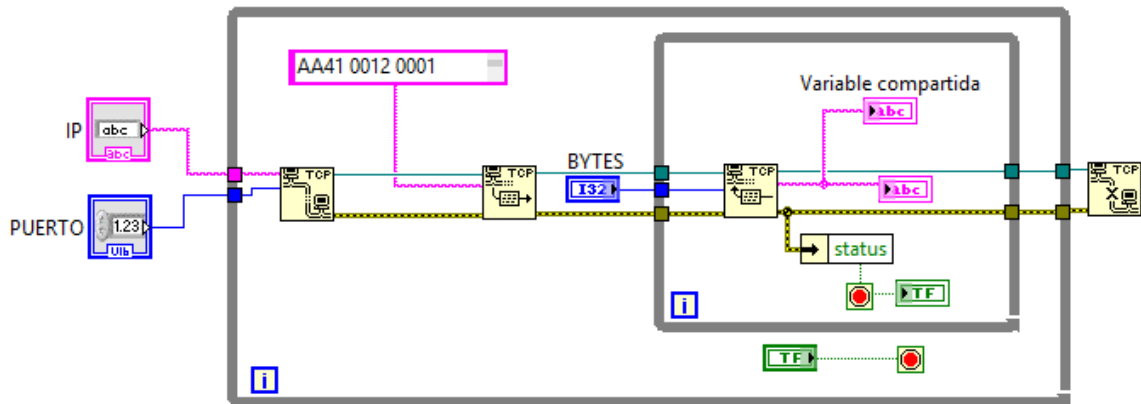 AA41 0012 0001
Variable compartida
abc
IP
abc
abc
TCP
TCP
BYTES
I32
TCP
abc
TCP
PUERTO
1.23
U16
status
TF
i
TF
i